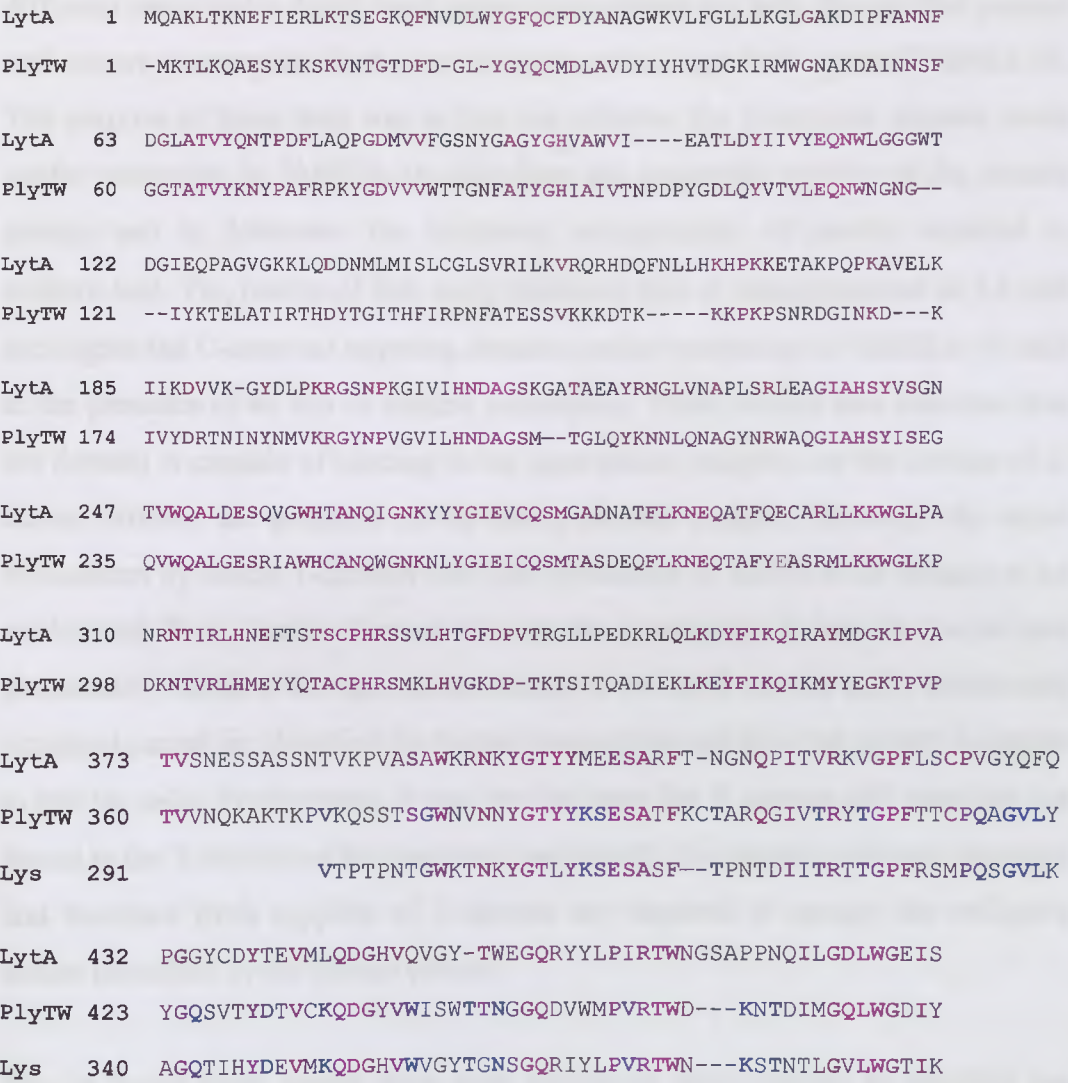 LytA 1 MQAKLTKNEFIERLKTSEGKQFNVDLWYGFQCFDYANAGWKVLFGLLLKGLGAKDIPFANNF
PlyTW 1 -MKTLKQAESYIKSKVNTGTDFD-GL-YGYQCMDLAVDYIYHVTDGKIRMWGNAKDAINNSF
LytA 63 DGLATVYQNTPDFLAQPGDMVVFGSNYGAGYGHVAWVI----EATLDYIIVYEQNWLGGGWT
PlyTW 60 GGTATVYKNYPAFRPKYGDVVVWTTGNFATYGHIAIVTNPDPYGDLQYVTVLEQNWNGNG--
LytA 122 DGIEQPAGVGKKLQDDNMLMISLCGLSVRILKVRQRHDQFNLLHKHPKKETAKPQPKAVELK
PlyTW 121 --IYKTELATIRTHDYTGITHFIRPNFATESSVKKKDTK-----KKPKPSNRDGINKD---K
LytA 185 IIKDVVK-GYDLPKRGSNPKGIVIHNDAGSKGATAEAYRNGLVNAPLSRLEAGIAHSYVSGN
PlyTW 174 IVYDRTNINYNMVKRGYNPVGVILHNDAGSM--TGLQYKNNLQNAGYNRWAQGIAHSYISEG
LytA 247 TVWQALDESQVGWHTANQIGNKYYYGIEVCQSMGADNATFLKNEQATFQECARLLKKWGLPA
PlyTW 235 QVWQALGESRIAWHCANQWGNKNLYGIEICQSMTASDEQFLKNEQTAFYEASRMLKKWGLKP
LytA 310 NRNTIRLHNEFTSTSCPHRSSVLHTGFDPVTRGLLPEDKRLQLKDYFIKQIRAYMDGKIPVA
PlyTW 298 DKNTVRLHMEYYQTACPHRSMKLHVGKDP-TKTSITQADIEKLKEYFIKQIKMYYEGKTPVP
LytA 373 TVSNESSASSNTVKPVASAWKRNKYGTYYMEESARFT-NGNQPITVRKVGPFLSCPVGYQFQ
PlyTW 360 TVVNQKAKTKPVKQSSTSGWNVNNYGTYYKSESATFKCTARQGIVTRYTGPFTTCPQAGVLY
Lys 291 VTPTPNTGWKTNKYGTLYKSESASF--TPNTDIITRTTGPFRSMPQSGVLK
LytA 432 PGGYCDYTEVMLQDGHVQVGY-TWEGQRYYLPIRTWNGSAPPNQILGDLWGEIS
PlyTW 423 YGQSVTYDTVCKQDGYVWISWTTNGGQDVWMPVRTWD---KNTDIMGQLWGDIY
Lys 340 AGQTIHYDEVMKQDGHVWVGYTGNSGQRIYLPVRTWN---KSTNTLGVLWGTIK